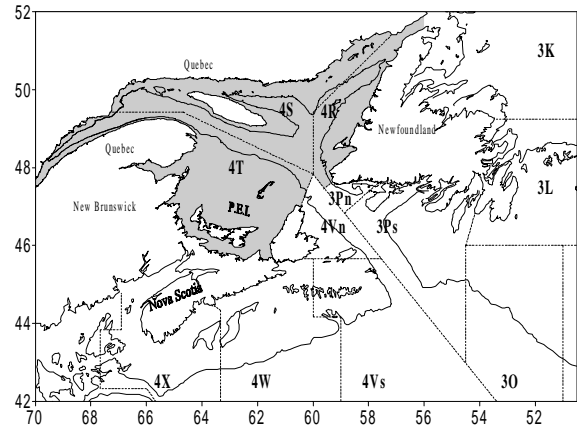 52
50
48
46
44
42
Quebec
3K
4S
4R
Newfoundland
Quebec
4T
3L
P.E.I.
3Pn
New Brunswick
4Vn
3Ps
Nova Scotia
4X
4W
4Vs
3O
70
68
66
64
62
60
58
56
54
52